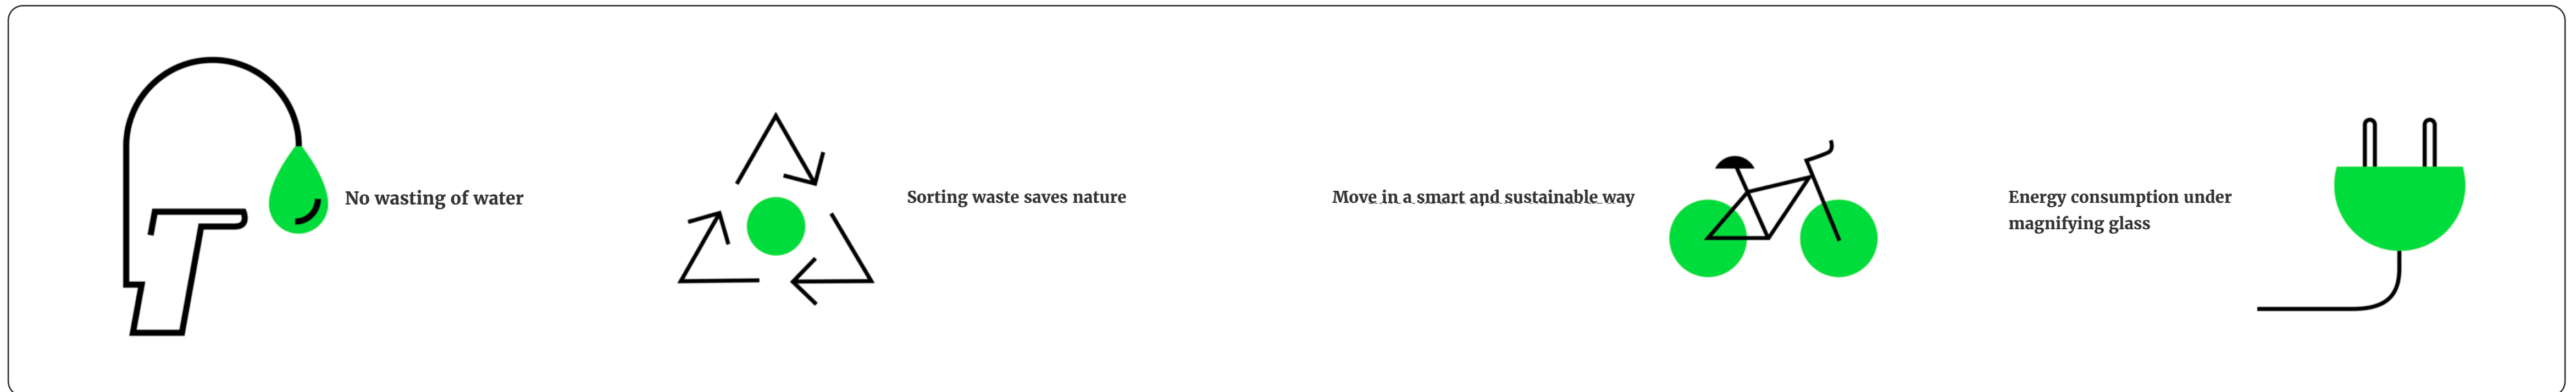 No wasting of water
Sorting waste saves nature
Move in a smart and sustainable way
Energy consumption under
magnifying glass